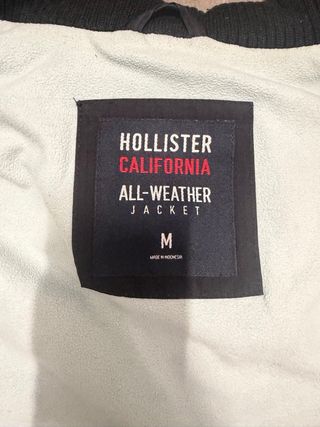 HOLLISTER
CALIFORNIA
ALL-WEATHER
JACKET
M
MADE IN INDONESIA